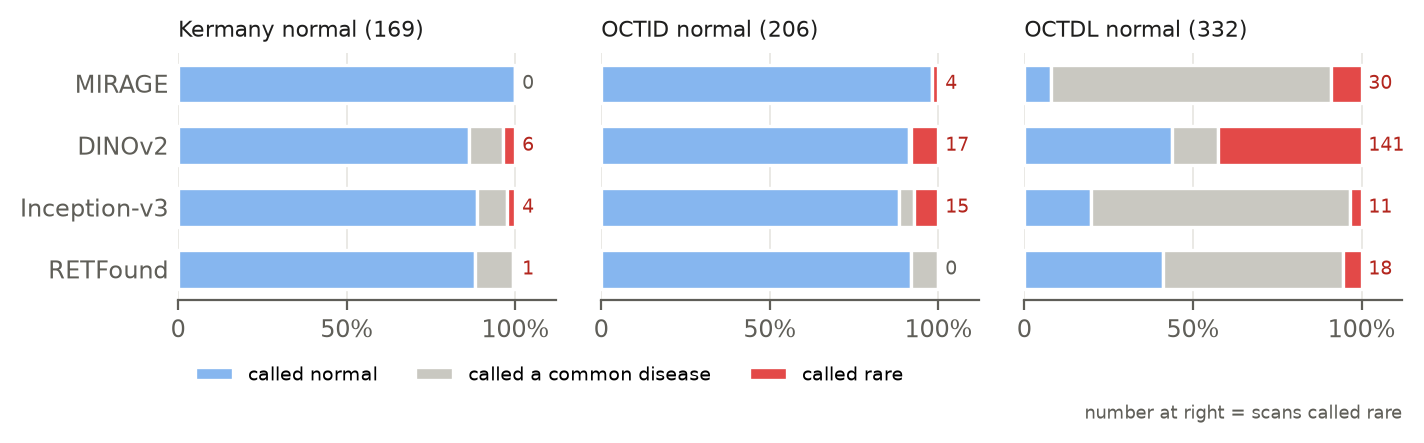 Kermany normal (169) OCTID normal (206) OCTDL normal (332)
MIRAGE 0 4 30
DINOv2 6 17 141
Inception-v3 4 15 11
RETFound 1 0 18
0 50% 100% 0 50% 100% 0 50% 100%
called normal called a common disease called rare
number at right = scans called rare